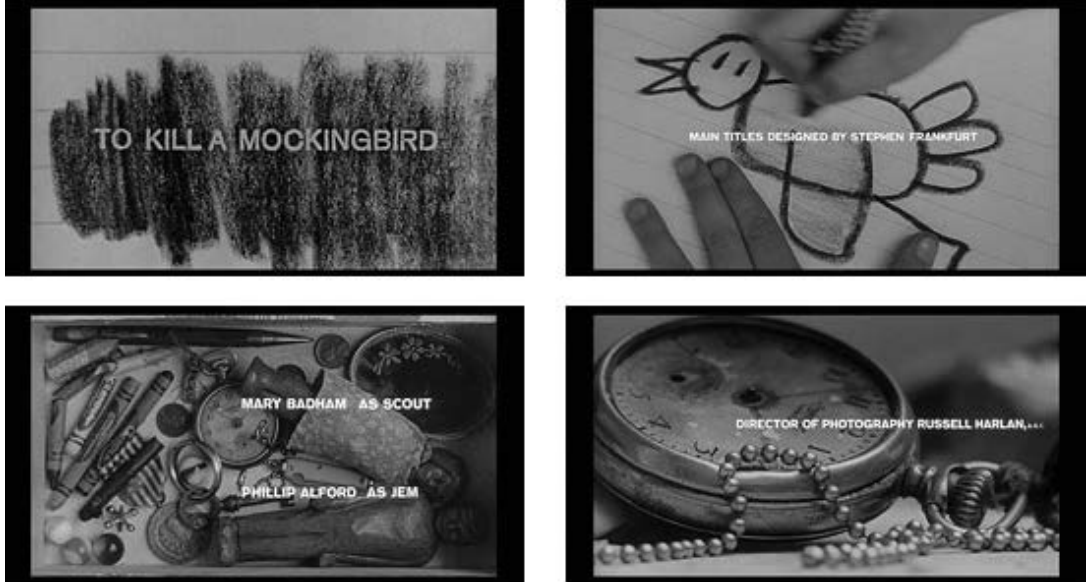 TO KILL A MOCKINGBIRD
MAIN TITLES DESIGNED BY STEPHEN FRANKFURT
MARY BADHAM AS SCOUT
PHILLIP ALFORD AS JEM
DIRECTOR OF PHOTOGRAPHY RUSSELL HARLAN,